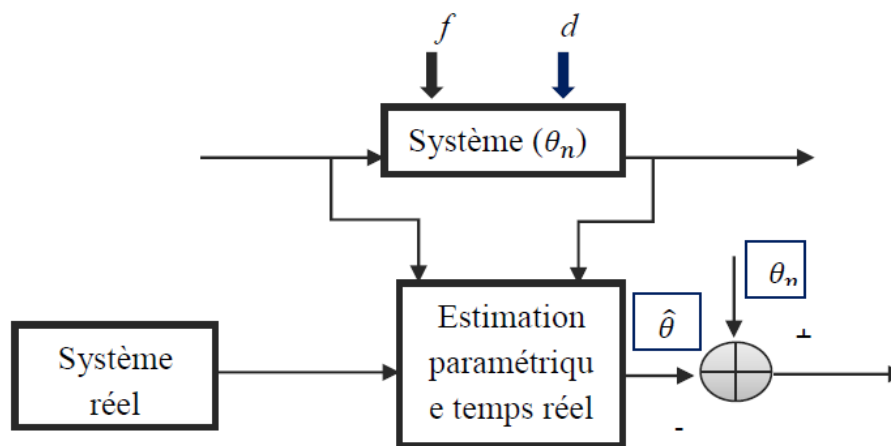 f
d
Système (θₙ)
Estimation
paramétriqu
e temps réel
Système
réel
θ̂
θₙ
+
-